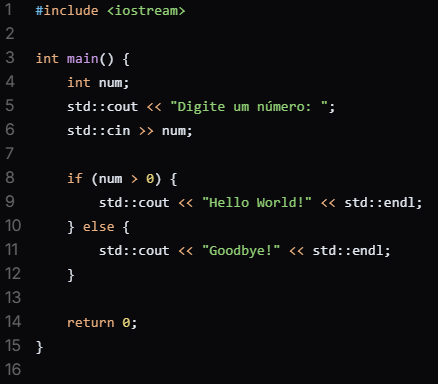 1 #include <iostream>
2
3 int main() {
4     int num;
5     std::cout << "Digite um número: ";
6     std::cin >> num;
7
8     if (num > 0) {
9         std::cout << "Hello World!" << std::endl;
10     } else {
11         std::cout << "Goodbye!" << std::endl;
12     }
13
14     return 0;
15 }
16